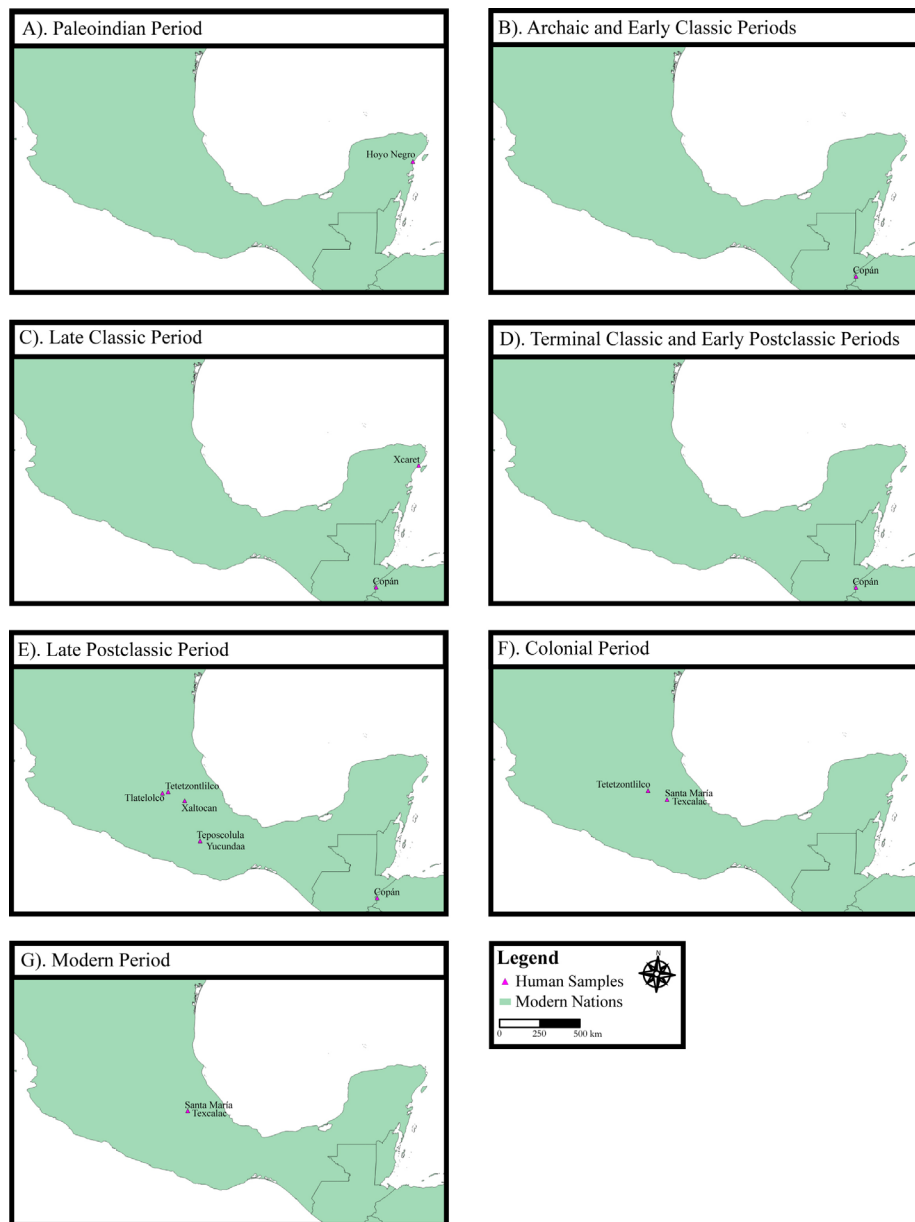 A). Paleoindian Period
Hoyo Negro
B). Archaic and Early Classic Periods
Copán
C). Late Classic Period
Xcaret
Copán
D). Terminal Classic and Early Postclassic Periods
Copán
E). Late Postclassic Period
Tetetzontlilco
Tlatelolco
Xaltocan
Teposcolula
Yucundaa
Copán
F). Colonial Period
Tetetzontlilco
Santa María
Texcalac
G). Modern Period
Santa María
Texcalac
Legend
N
Human Samples
Modern Nations
0 250 500 km